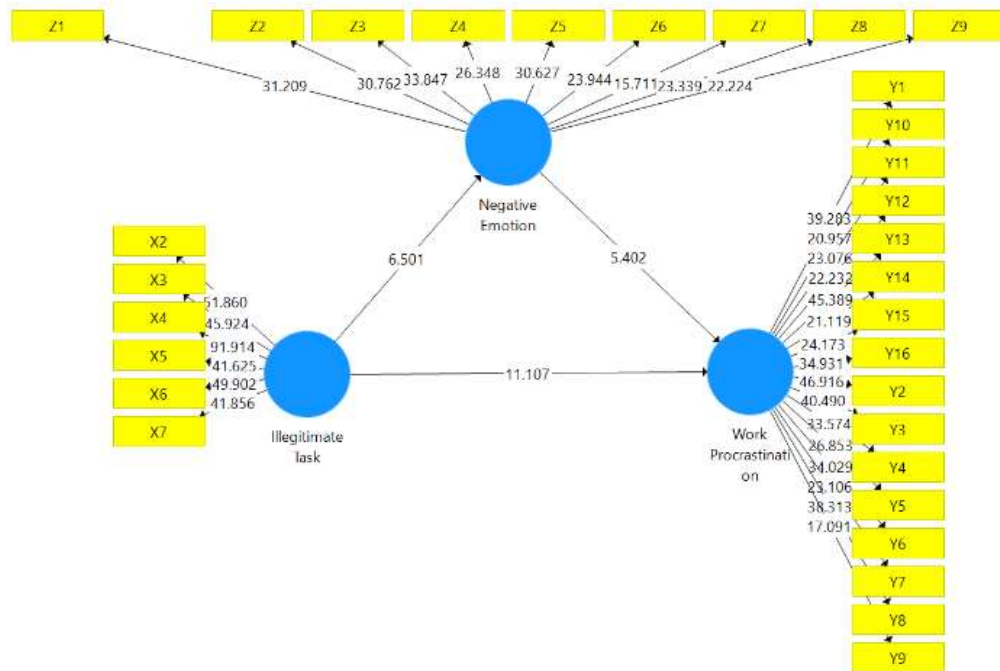 Z1 Z2 Z3 Z4 Z5 Z6 Z7 Z8 Z9
31.209 30.762 33.847 26.348 30.627 23.944 15.711 23.339 22.224
Negative
Emotion
6.501
5.402
11.107
X2
X3
X4
X5
X6
X7
51.860
45.924
91.914
41.625
49.902
41.856
Illegitimate
Task
Work
Procrastinati
on
39.283
20.957
23.076
22.232
45.389
21.119
24.173
34.931
46.916
40.490
33.574
26.853
34.029
23.106
38.313
17.091
Y1
Y10
Y11
Y12
Y13
Y14
Y15
Y16
Y2
Y3
Y4
Y5
Y6
Y7
Y8
Y9